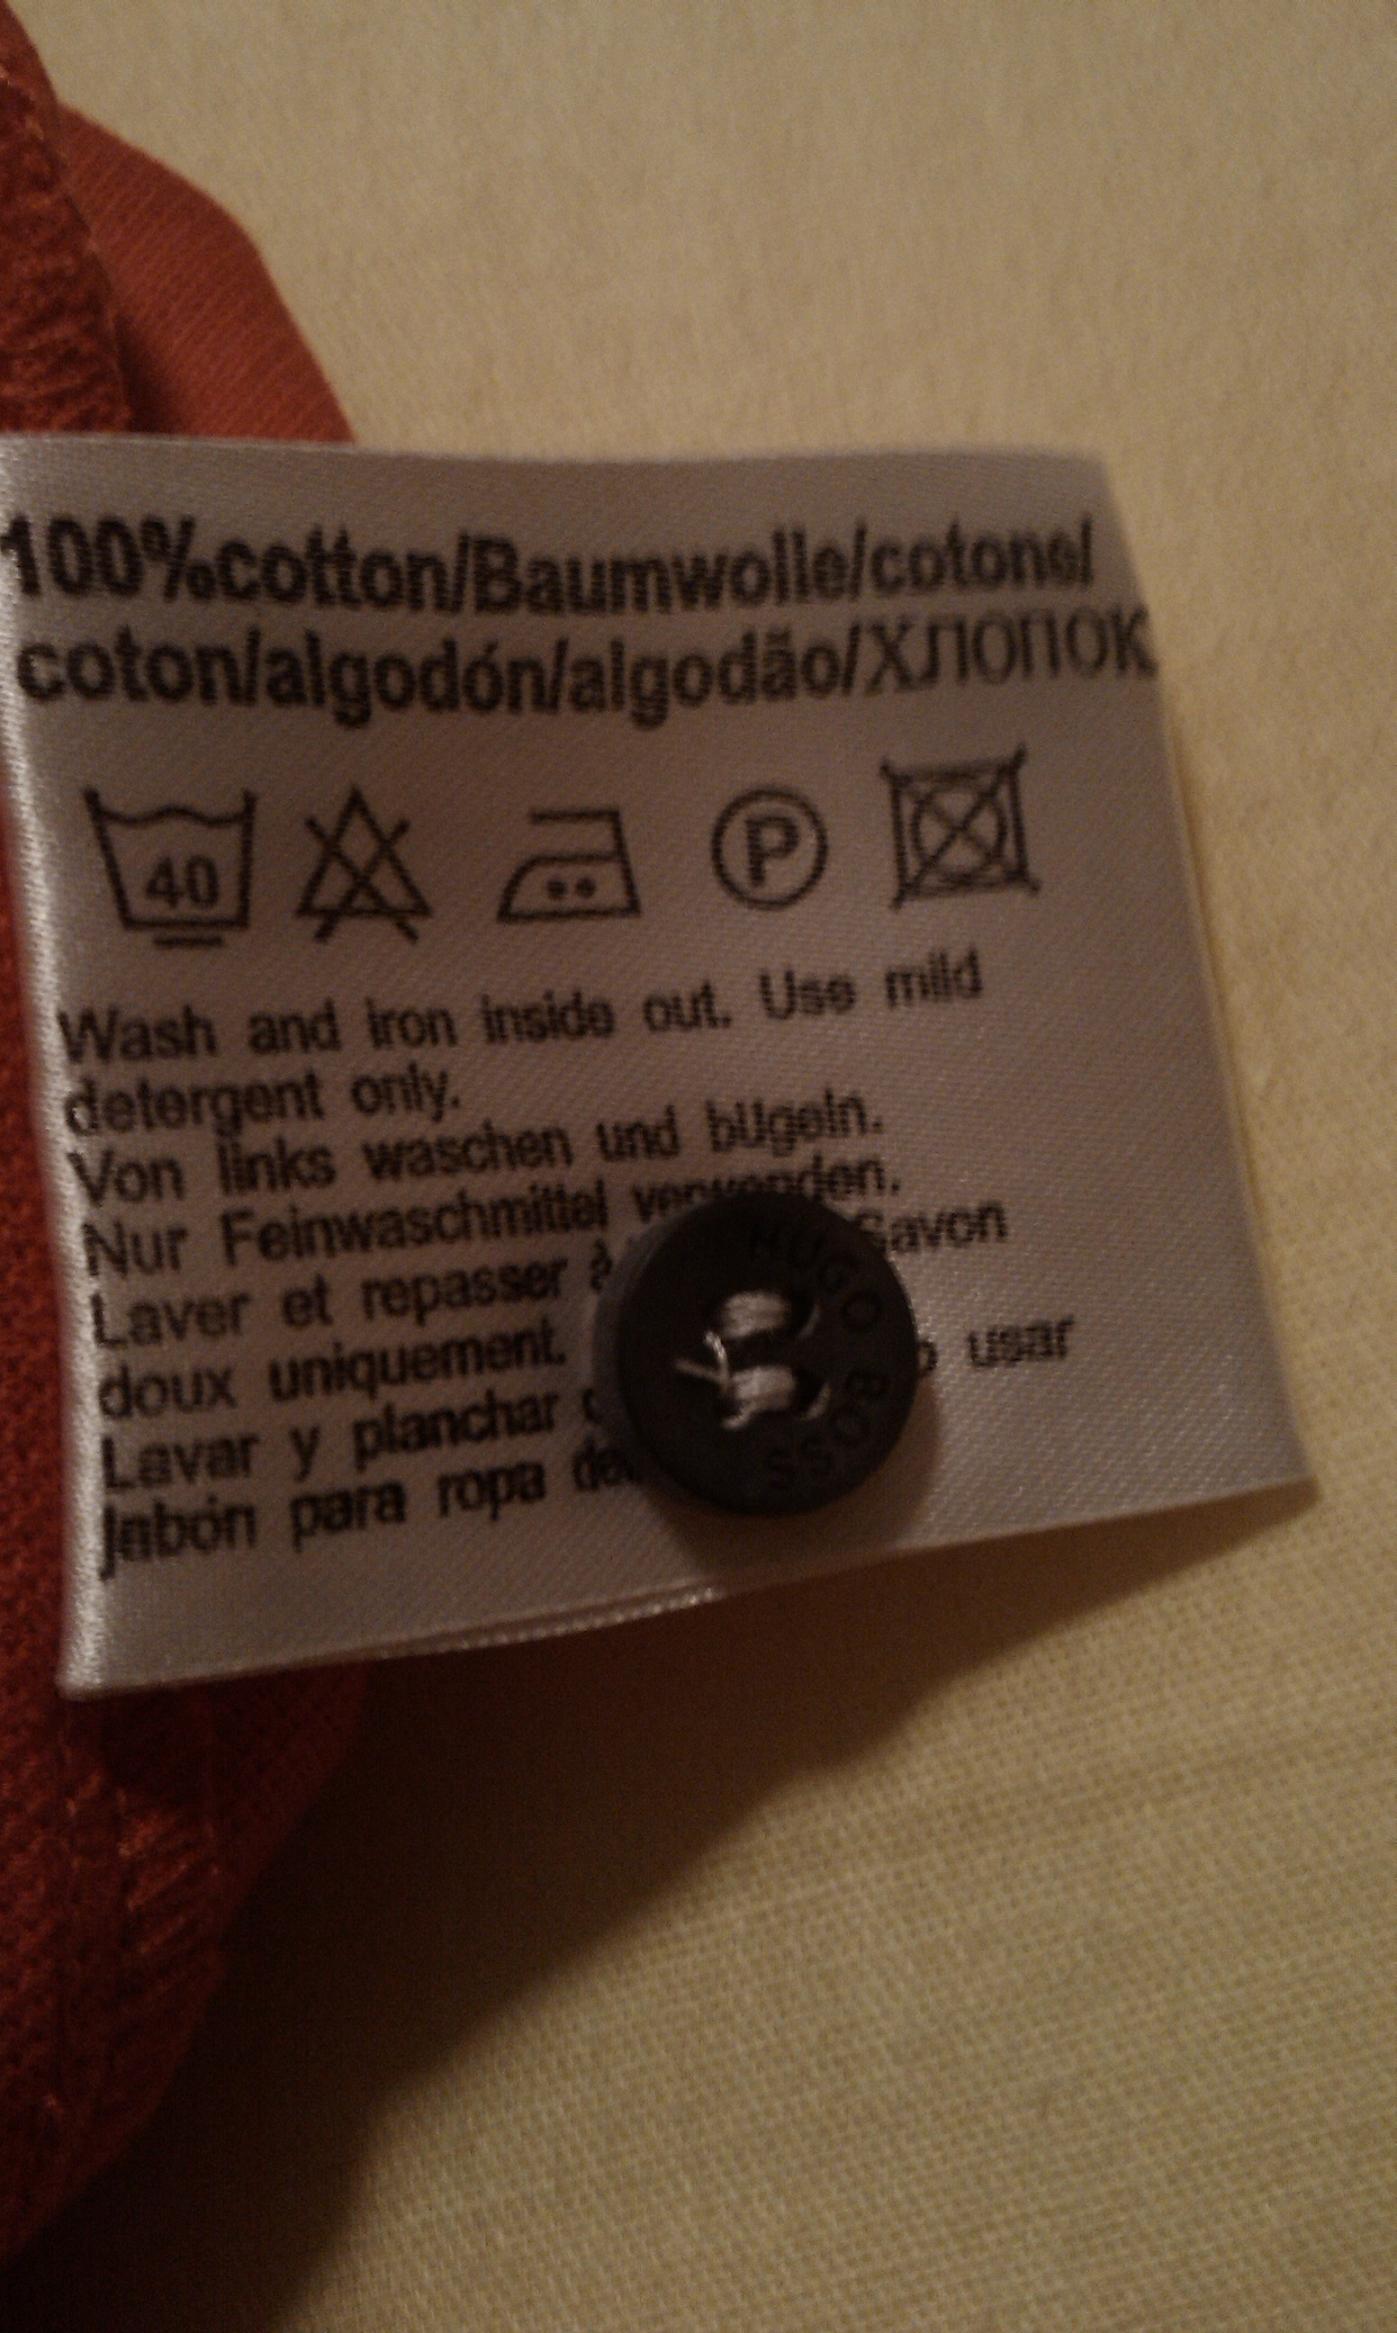 100%cotton/Baumwolle/cotone/
coton/algodón/algodão/ХЛОПОК
40
P
Wash and iron inside out. Use mild
detergent only.
Von links waschen und bügeln.
Nur Feinwaschmittel verwenden.
Laver et repasser à Savon
doux uniquement.
Lavar y planchar usar
jabón para ropa
HUGO BOSS